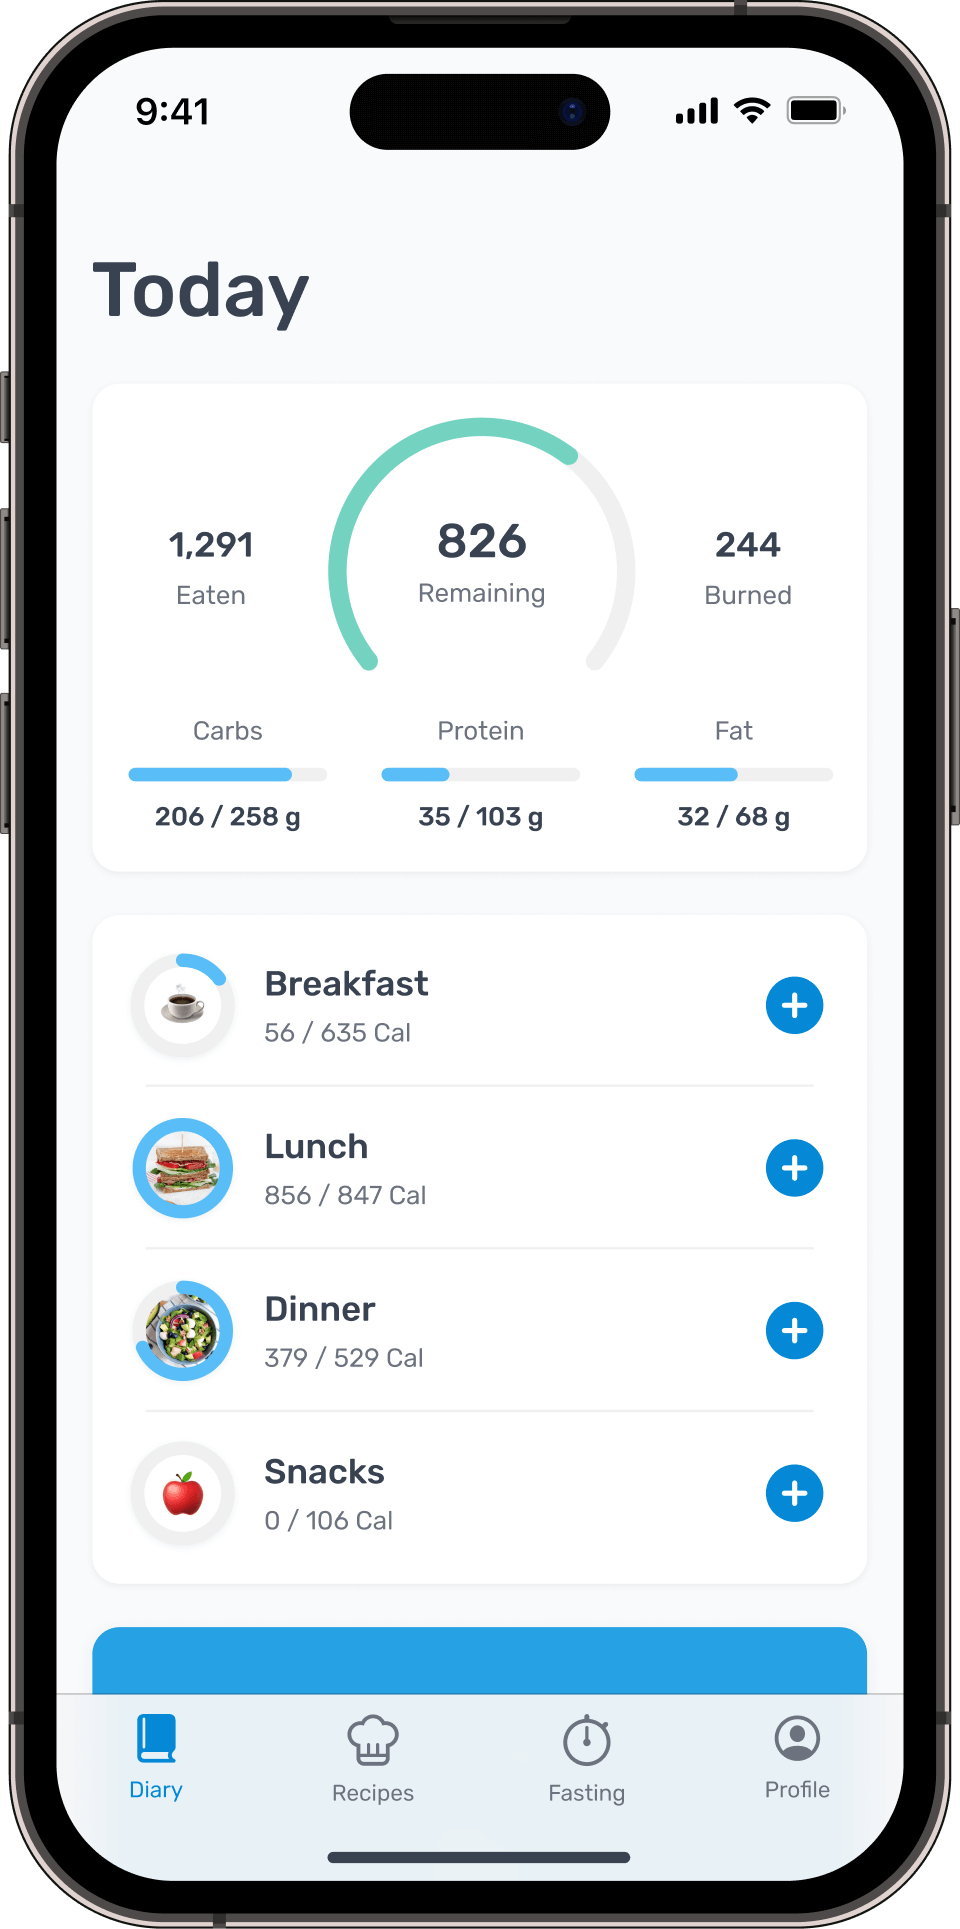 9:41
Today
1,291
Eaten
826
Remaining
244
Burned
Carbs
206 / 258 g
Protein
35 / 103 g
Fat
32 / 68 g
Breakfast
56 / 635 Cal
Lunch
856 / 847 Cal
Dinner
379 / 529 Cal
Snacks
0 / 106 Cal
Diary
Recipes
Fasting
Profile